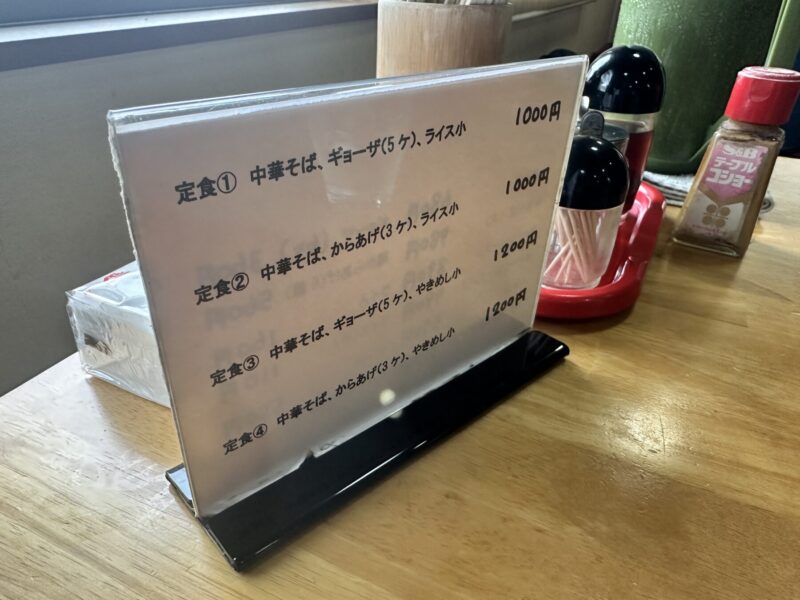 定食① 中華そば、ギョーザ(5ケ)、ライス小 1000円
定食② 中華そば、からあげ(3ケ)、ライス小 1000円
定食③ 中華そば、ギョーザ(5ケ)、やきめし小 1200円
定食④ 中華そば、からあげ(3ケ)、やきめし小 1200円
S&B
テーブル
コショー